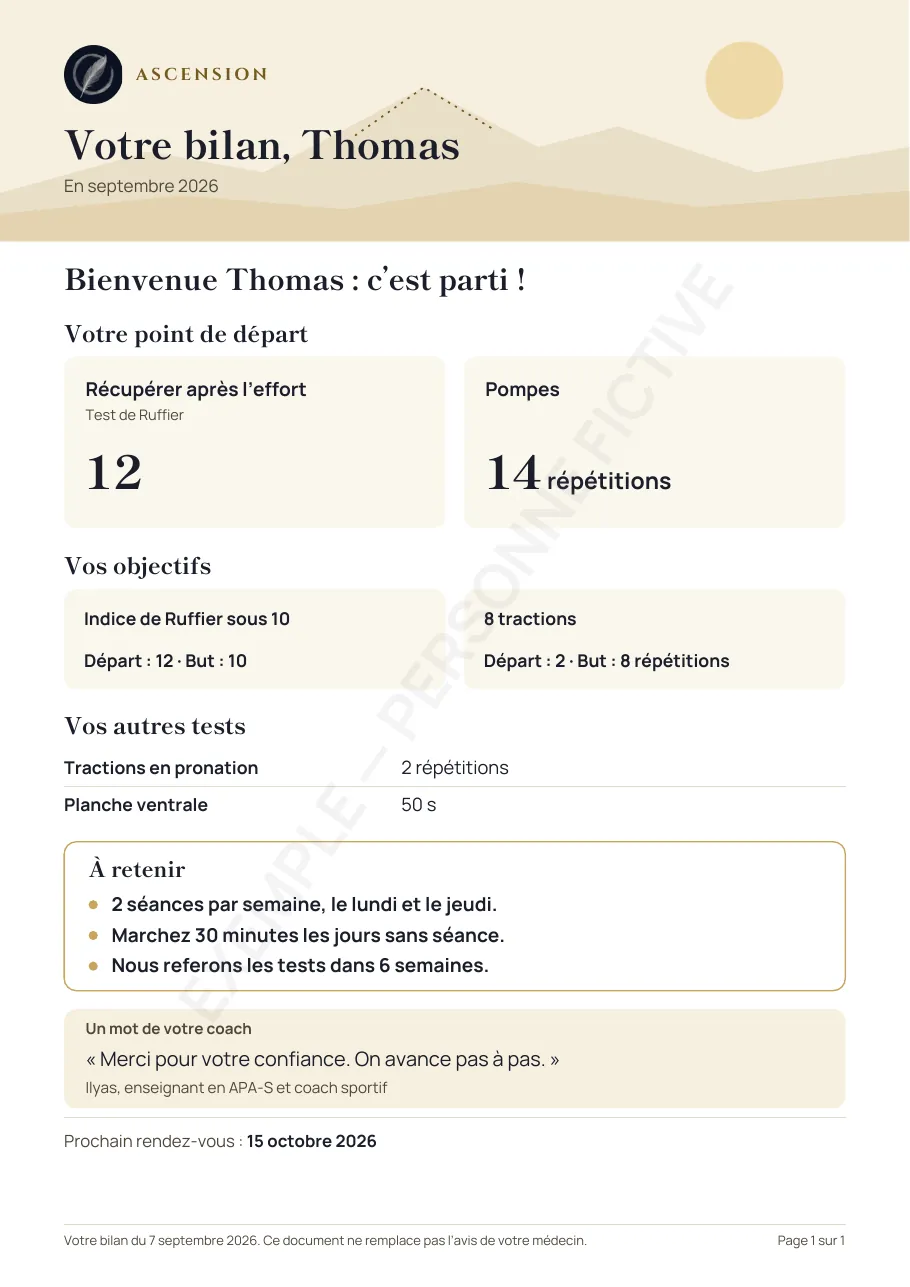 ASCENSION
Votre bilan, Thomas
En septembre 2026
Bienvenue Thomas : c’est parti !
Votre point de départ
Récupérer après l’effort
Test de Ruffier
12
Pompes
14 répétitions
Vos objectifs
Indice de Ruffier sous 10
Départ : 12 · But : 10
8 tractions
Départ : 2 · But : 8 répétitions
Vos autres tests
Tractions en pronation 2 répétitions
Planche ventrale 50 s
À retenir
2 séances par semaine, le lundi et le jeudi.
Marchez 30 minutes les jours sans séance.
Nous referons les tests dans 6 semaines.
Un mot de votre coach
« Merci pour votre confiance. On avance pas à pas. »
Ilyas, enseignant en APA-S et coach sportif
Prochain rendez-vous : 15 octobre 2026
Votre bilan du 7 septembre 2026. Ce document ne remplace pas l’avis de votre médecin.
Page 1 sur 1
EXEMPLE — PERSONNE FICTIVE